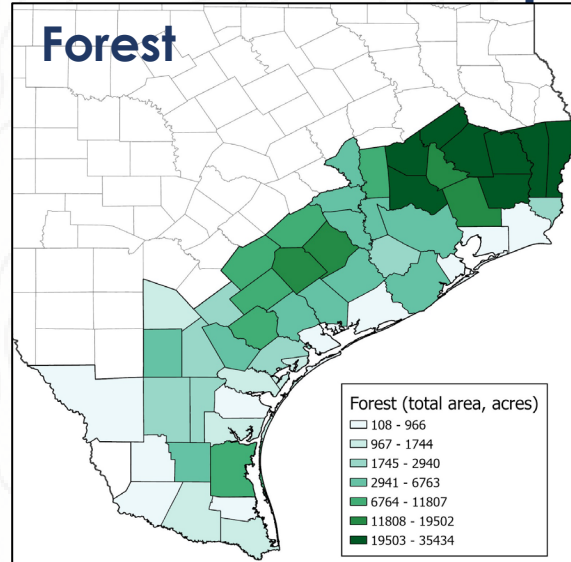 Forest
Forest (total area, acres)
108 - 966
967 - 1744
1745 - 2940
2941 - 6763
6764 - 11807
11808 - 19502
19503 - 35434